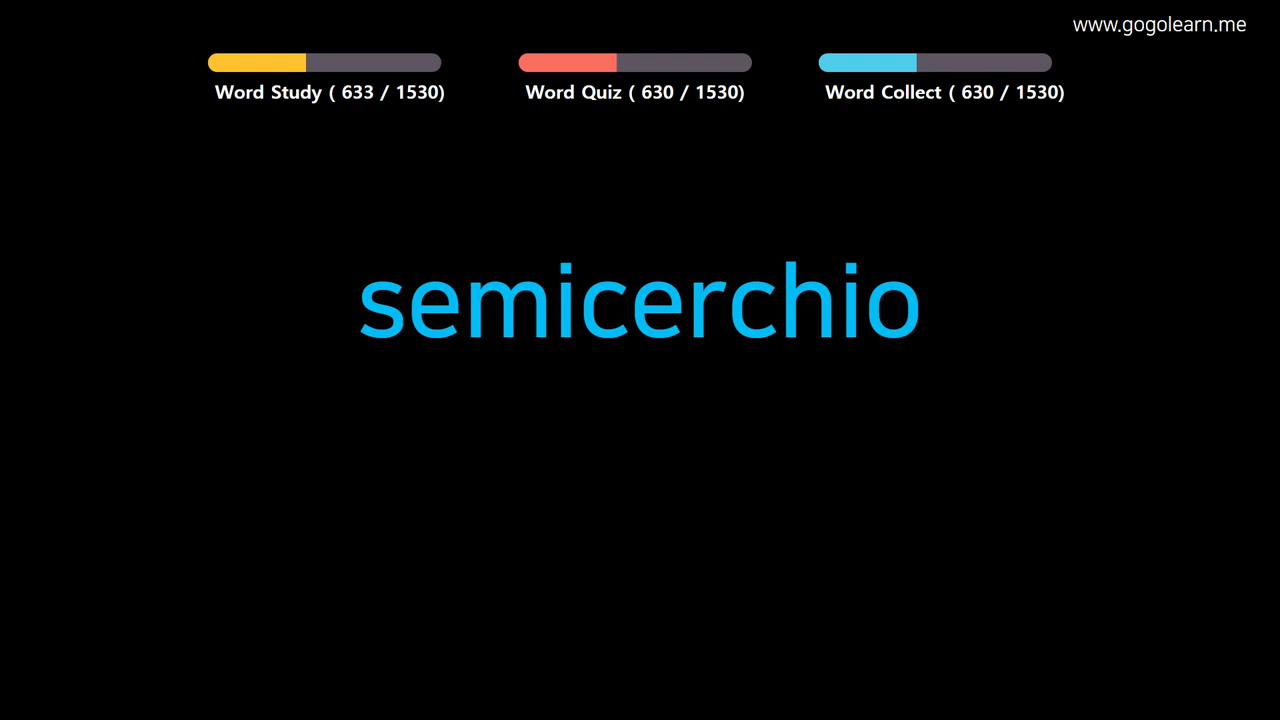 www.gogolearn.me
Word Study ( 633 / 1530)
Word Quiz ( 630 / 1530)
Word Collect ( 630 / 1530)
semicerchio